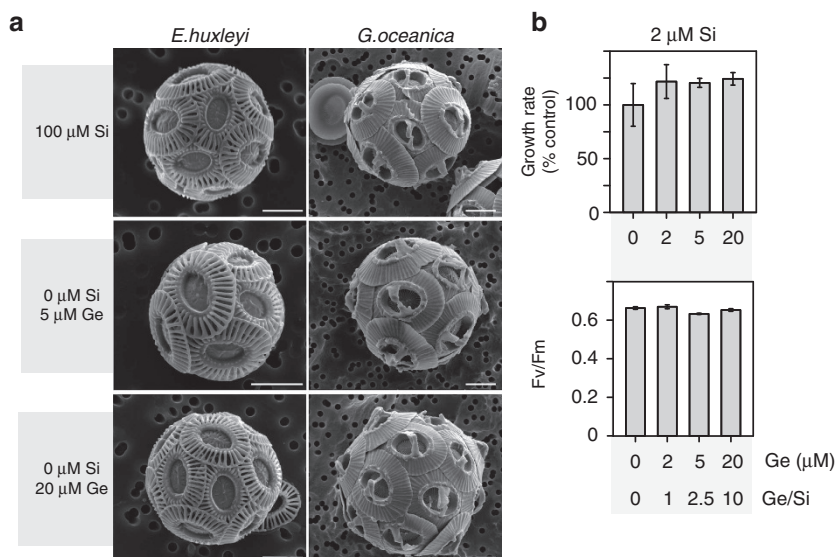 a
E.huxleyi
G.oceanica
100 μM Si
0 μM Si
5 μM Ge
0 μM Si
20 μM Ge
b
2 μM Si
Growth rate
(% control)
100
50
0
0 2 5 20
Fv/Fm
0.6
0.4
0.2
0
0 2 5 20 Ge (μM)
0 1 2.5 10 Ge/Si